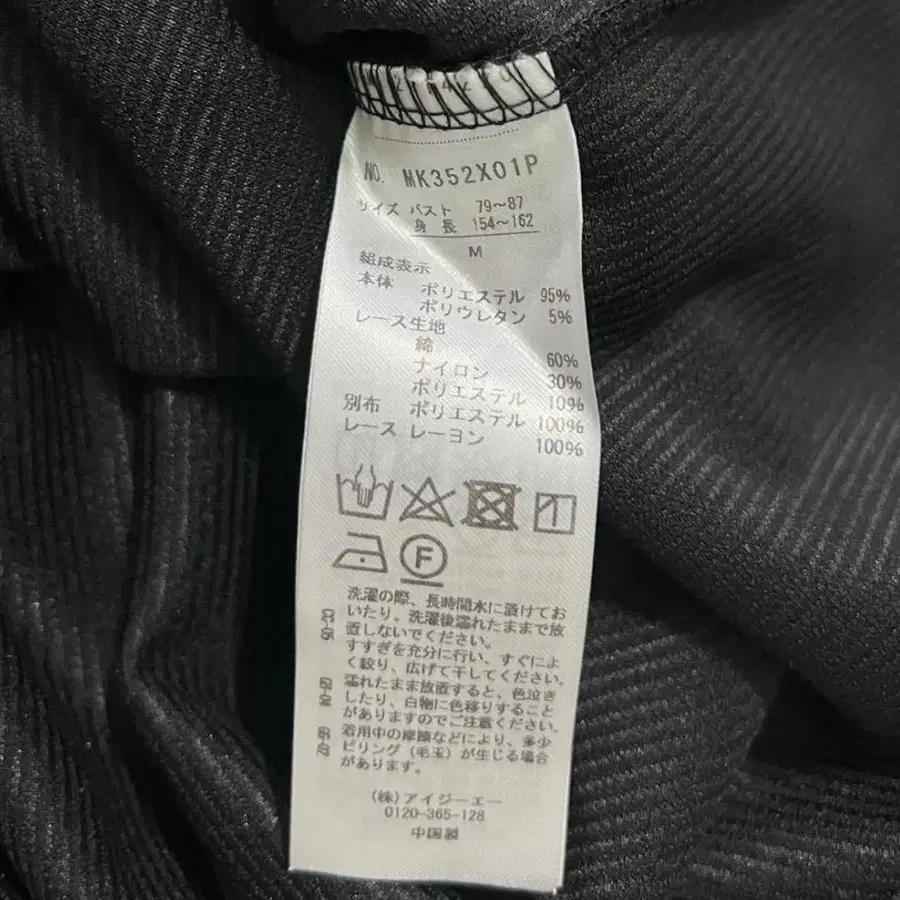 NO. MK352X01P
サイズ バスト 79～87
身長 154～162
M
組成表示
本体 ポリエステル 95%
ポリウレタン 5%
レース生地
綿 60%
ナイロン 30%
ポリエステル 10%
別布 ポリエステル 100%
レース レーヨン 100%
F
洗濯の際、長時間水に漬けてお
いたり、洗濯後濡れたままで放
置しないでください。
すすぎを充分に行い、すぐによ
く絞り、広げて干してください。
濡れたまま放置すると、色泣き
したり、白物に色移りすること
がありますのでご注意ください。
着用中の摩擦などにより、多少
ピリング（毛玉）が生じる場合
があります。
(株)アイジーエー
0120-365-128
中国製